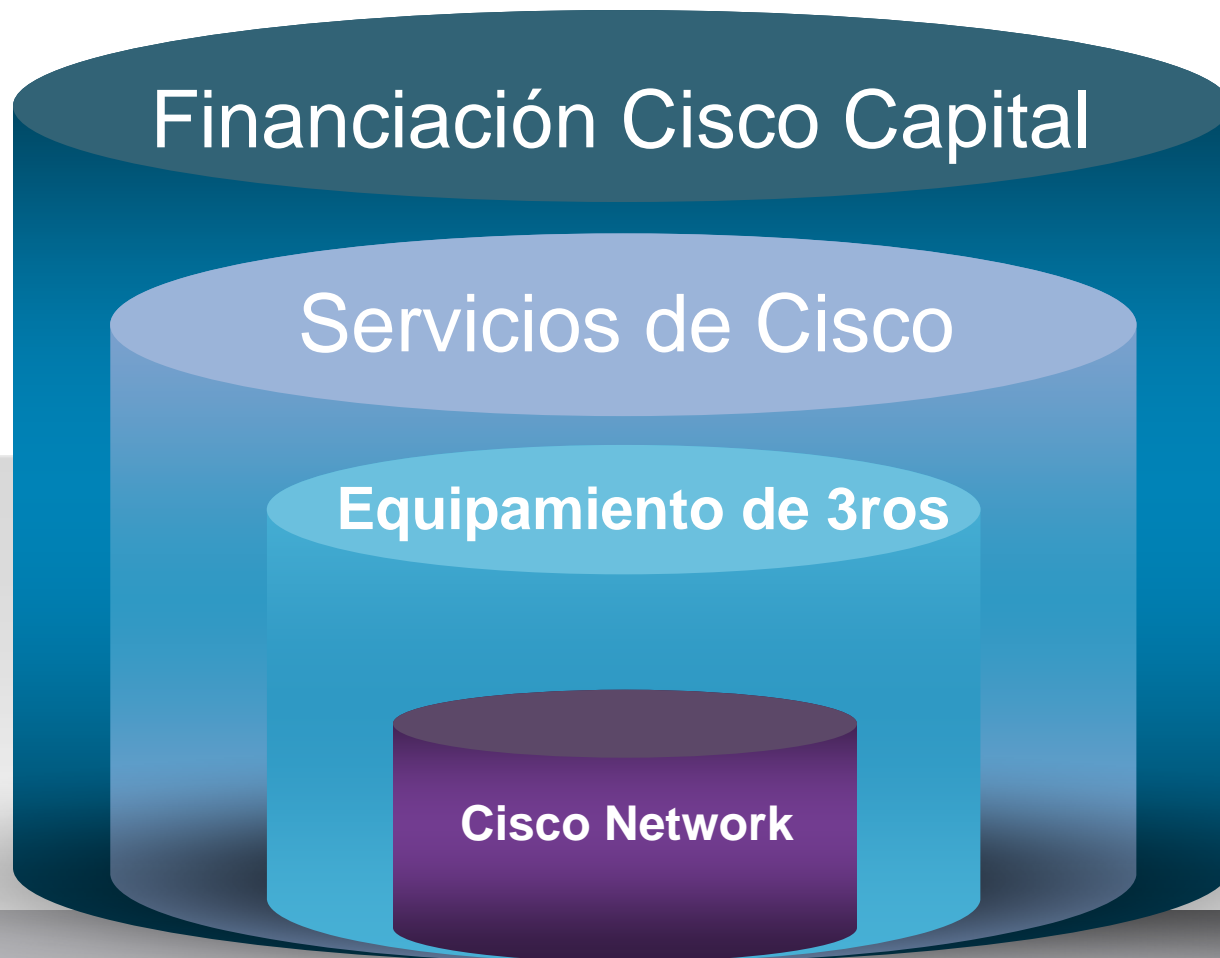 Financiación Cisco Capital
Servicios de Cisco
Equipamiento de 3ros
Cisco Network